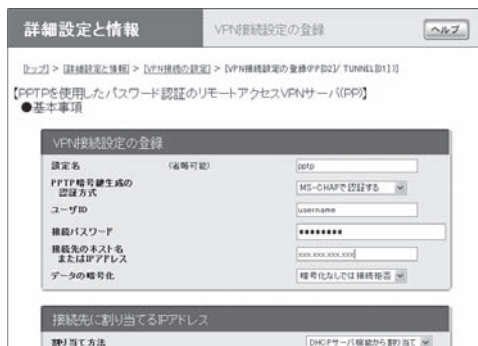 詳細設定と情報
VPN接続設定の登録
ヘルプ
[トップ] > [詳細設定と情報] > [VPN接続の設定] > [VPN接続設定の登録(PP[02]/ TUNNEL[01])]
【PPTPを使用したパスワード認証のリモートアクセスVPNサーバ(PP)】
●基本事項
VPN接続設定の登録
設定名 (省略可能) pptp
PPTP暗号鍵生成の
認証方式 MS-CHAPで認証する
ユーザID username
接続パスワード ●●●●●●●●
接続先のホスト名
またはIPアドレス xxx.xxx.xxx.xxx
データの暗号化 暗号化なしでは接続拒否
接続先に割り当てるIPアドレス
割り当て方法 DHCPサーバ機能から割り当て